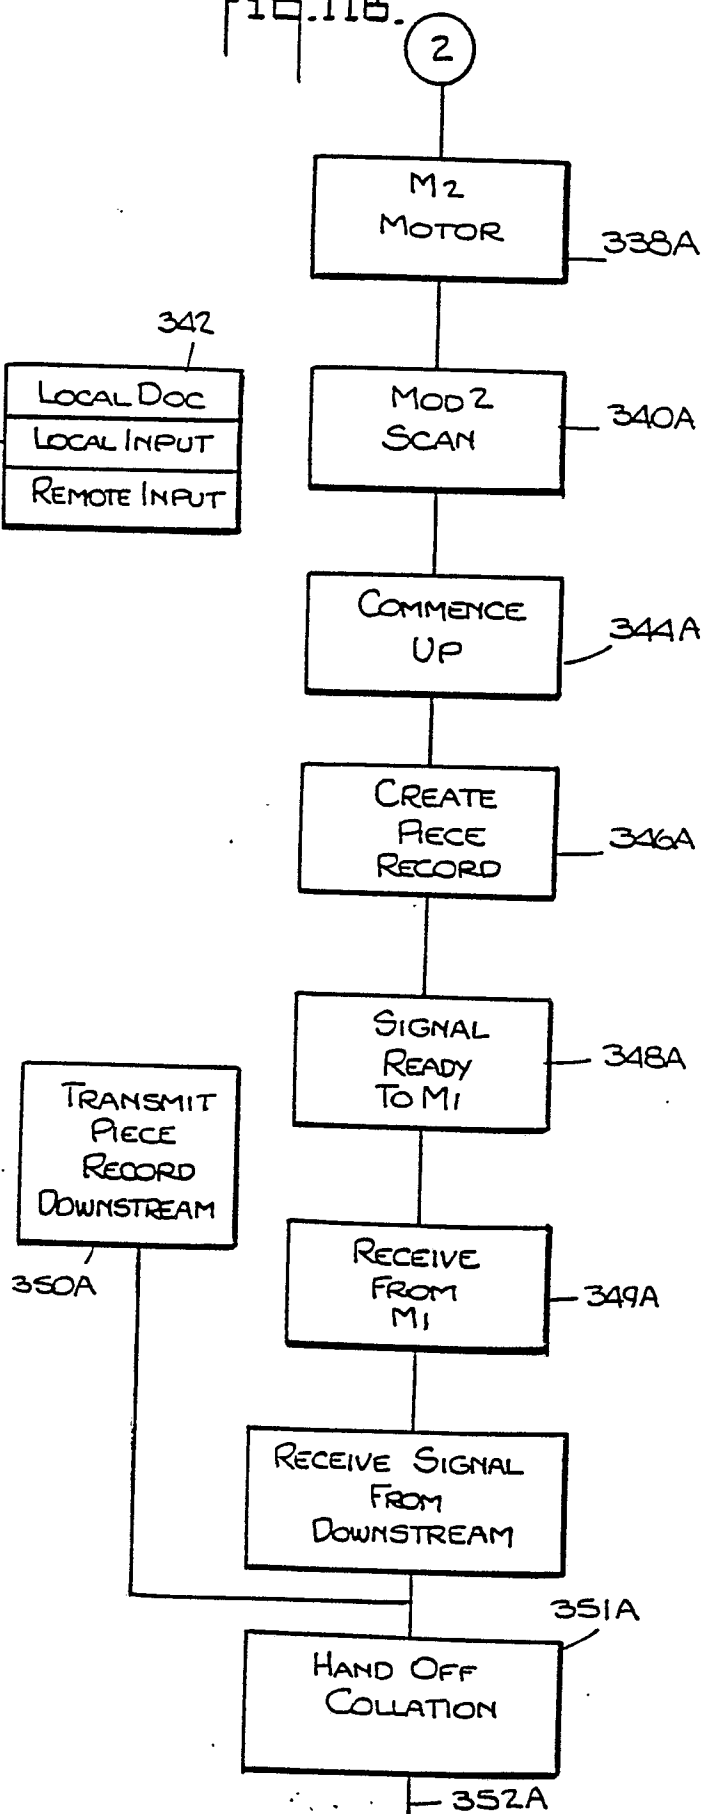 FIG.11B.
2
M2
MOTOR
338A
342
LOCAL DOC
LOCAL INPUT
REMOTE INPUT
MOD 2
SCAN
340A
COMMENCE
UP
344A
CREATE
PIECE
RECORD
346A
SIGNAL
READY
TO M1
348A
TRANSMIT
PIECE
RECORD
DOWNSTREAM
350A
RECEIVE
FROM
M1
349A
RECEIVE SIGNAL
FROM
DOWNSTREAM
351A
HAND OFF
COLLATION
352A